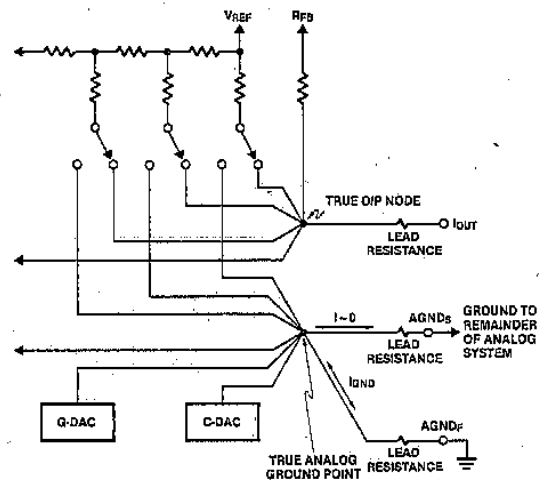 VREF
RFB
TRUE O/P NODE
IOUT
LEAD
RESISTANCE
I~0
AGNDS
GROUND TO
REMAINDER
OF ANALOG
SYSTEM
LEAD
RESISTANCE
IGND
G-DAC
C-DAC
AGNDF
LEAD
RESISTANCE
TRUE ANALOG
GROUND POINT